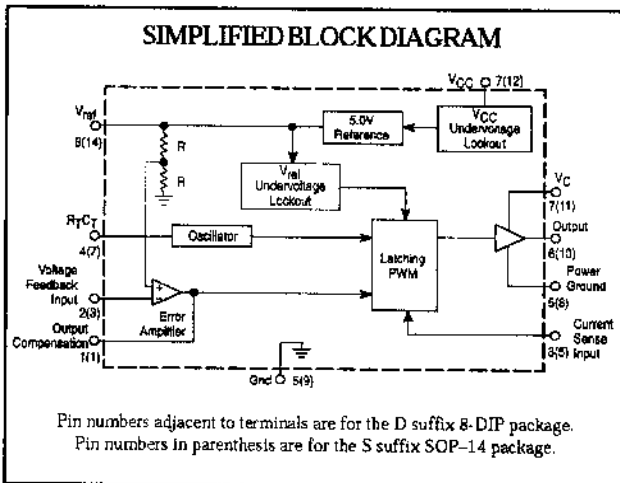 SIMPLIFIED BLOCK DIAGRAM
VCC 7(12)
Vref
8(14)
R
R
5.0V
Reference
VCC
Undervoltage
Lockout
Vref
Undervoltage
Lockout
VC
7(11)
RTCT
4(7)
Oscillator
Latching
PWM
Output
6(10)
Voltage
Feedback
Input
2(3)
+
-
Error
Amplifier
Power
Ground
5(8)
Output
Compensation
1(1)
Current
Sense
Input
3(5)
Gnd 5(9)
Pin numbers adjacent to terminals are for the D suffix 8-DIP package.
Pin numbers in parenthesis are for the S suffix SOP-14 package.